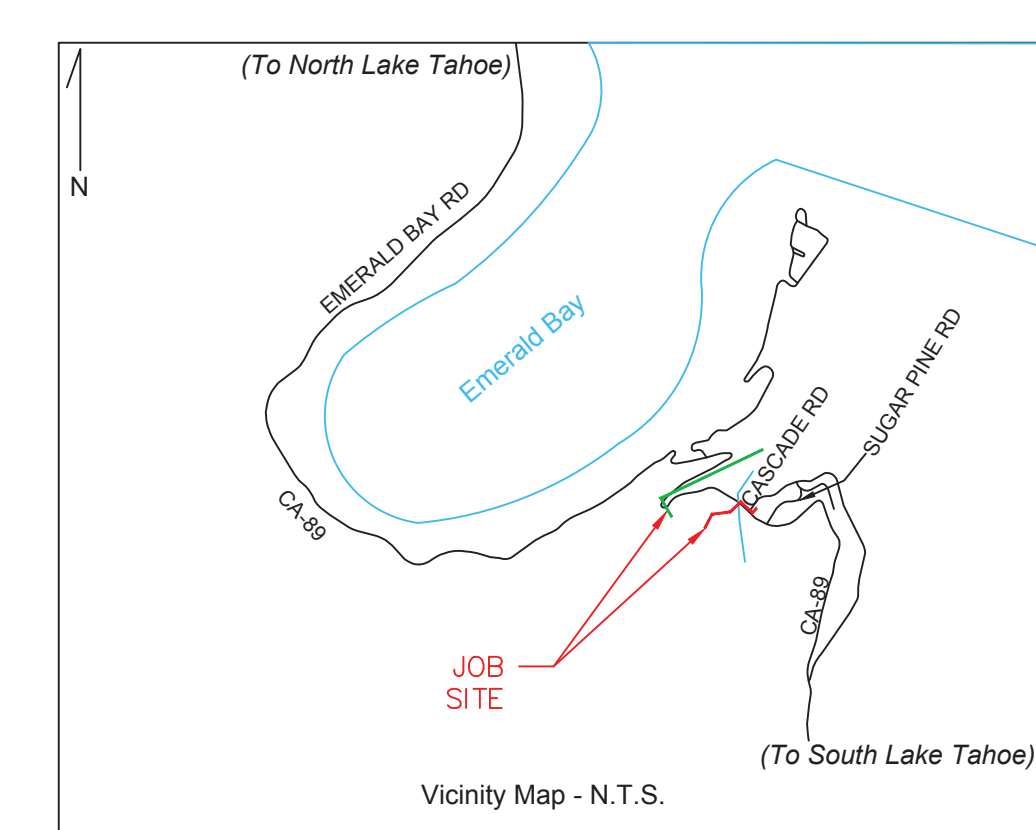 (To North Lake Tahoe)
N
EMERALD BAY RD
Emerald Bay
SUGAR PINE RD
CASCADE RD
CA-89
CA-89
JOB
SITE
(To South Lake Tahoe)
Vicinity Map - N.T.S.